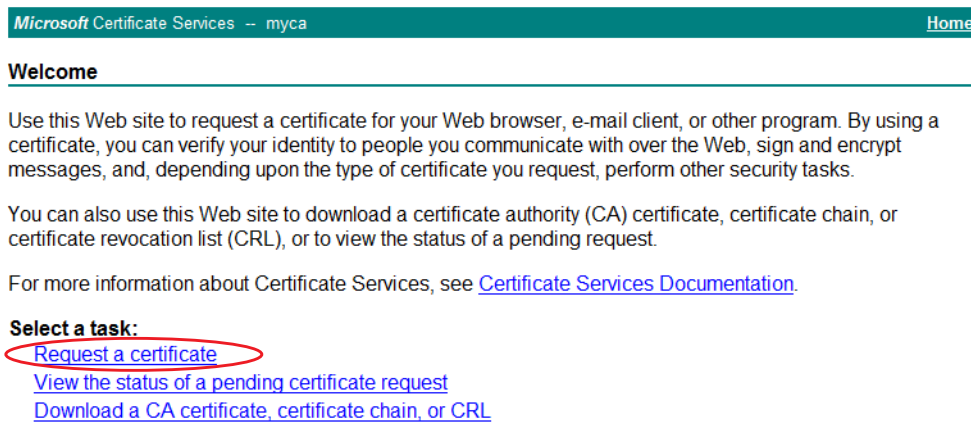 Microsoft Certificate Services -- myca Home
Welcome
Use this Web site to request a certificate for your Web browser, e-mail client, or other program. By using a
certificate, you can verify your identity to people you communicate with over the Web, sign and encrypt
messages, and, depending upon the type of certificate you request, perform other security tasks.
You can also use this Web site to download a certificate authority (CA) certificate, certificate chain, or
certificate revocation list (CRL), or to view the status of a pending request.
For more information about Certificate Services, see Certificate Services Documentation.
Select a task:
Request a certificate
View the status of a pending certificate request
Download a CA certificate, certificate chain, or CRL